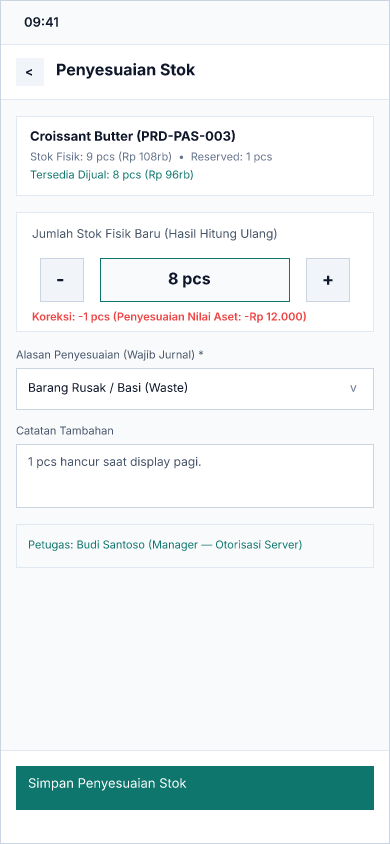 09:41
< Penyesuaian Stok
Croissant Butter (PRD-PAS-003)
Stok Fisik: 9 pcs (Rp 108rb) • Reserved: 1 pcs
Tersedia Dijual: 8 pcs (Rp 96rb)
Jumlah Stok Fisik Baru (Hasil Hitung Ulang)
- 8 pcs +
Koreksi: -1 pcs (Penyesuaian Nilai Aset: -Rp 12.000)
Alasan Penyesuaian (Wajib Jurnal) *
Barang Rusak / Basi (Waste) v
Catatan Tambahan
1 pcs hancur saat display pagi.
Petugas: Budi Santoso (Manager — Otorisasi Server)
Simpan Penyesuaian Stok